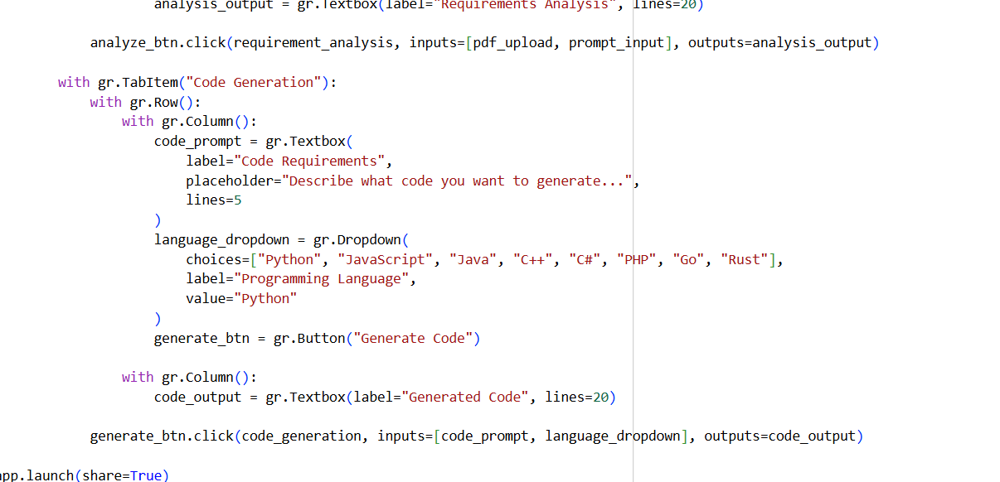 analysis_output = gr.Textbox(label="Requirements Analysis", lines=20)
analyze_btn.click(requirement_analysis, inputs=[pdf_upload, prompt_input], outputs=analysis_output)
with gr.TabItem("Code Generation"):
with gr.Row():
with gr.Column():
code_prompt = gr.Textbox(
label="Code Requirements",
placeholder="Describe what code you want to generate...",
lines=5
)
language_dropdown = gr.Dropdown(
choices=["Python", "JavaScript", "Java", "C++", "C#", "PHP", "Go", "Rust"],
label="Programming Language",
value="Python"
)
generate_btn = gr.Button("Generate Code")
with gr.Column():
code_output = gr.Textbox(label="Generated Code", lines=20)
generate_btn.click(code_generation, inputs=[code_prompt, language_dropdown], outputs=code_output)
app.launch(share=True)